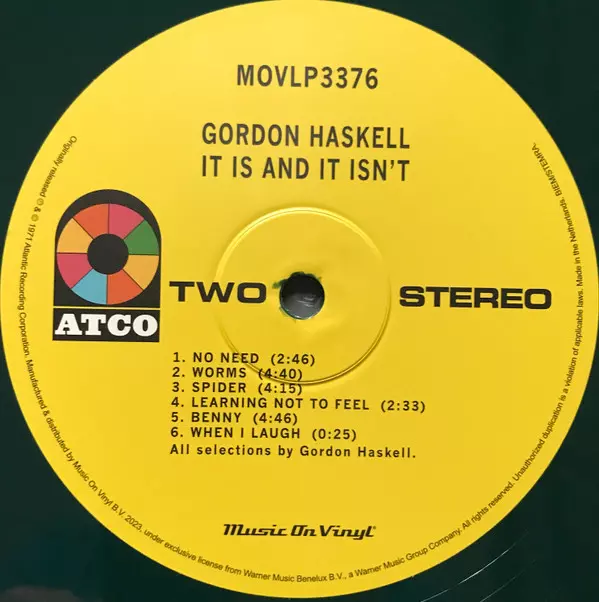 MOVLP3376
GORDON HASKELL
IT IS AND IT ISN'T
ATCO
TWO
STEREO
1. NO NEED (2:46)
2. WORMS (4:40)
3. SPIDER (4:15)
4. LEARNING NOT TO FEEL (2:33)
5. BENNY (4:46)
6. WHEN I LAUGH (0:25)
All selections by Gordon Haskell.
Music On Vinyl®
Originally released ℗ & © 1971 Atlantic Recording Corporation. Manufactured & distributed by Music On Vinyl B.V. 2023, under exclusive license from Warner Music Benelux B.V., a Warner Music Group Company. All rights reserved. Unauthorized duplication is a violation of applicable laws. Made in the Netherlands. BIEM/STEMRA.